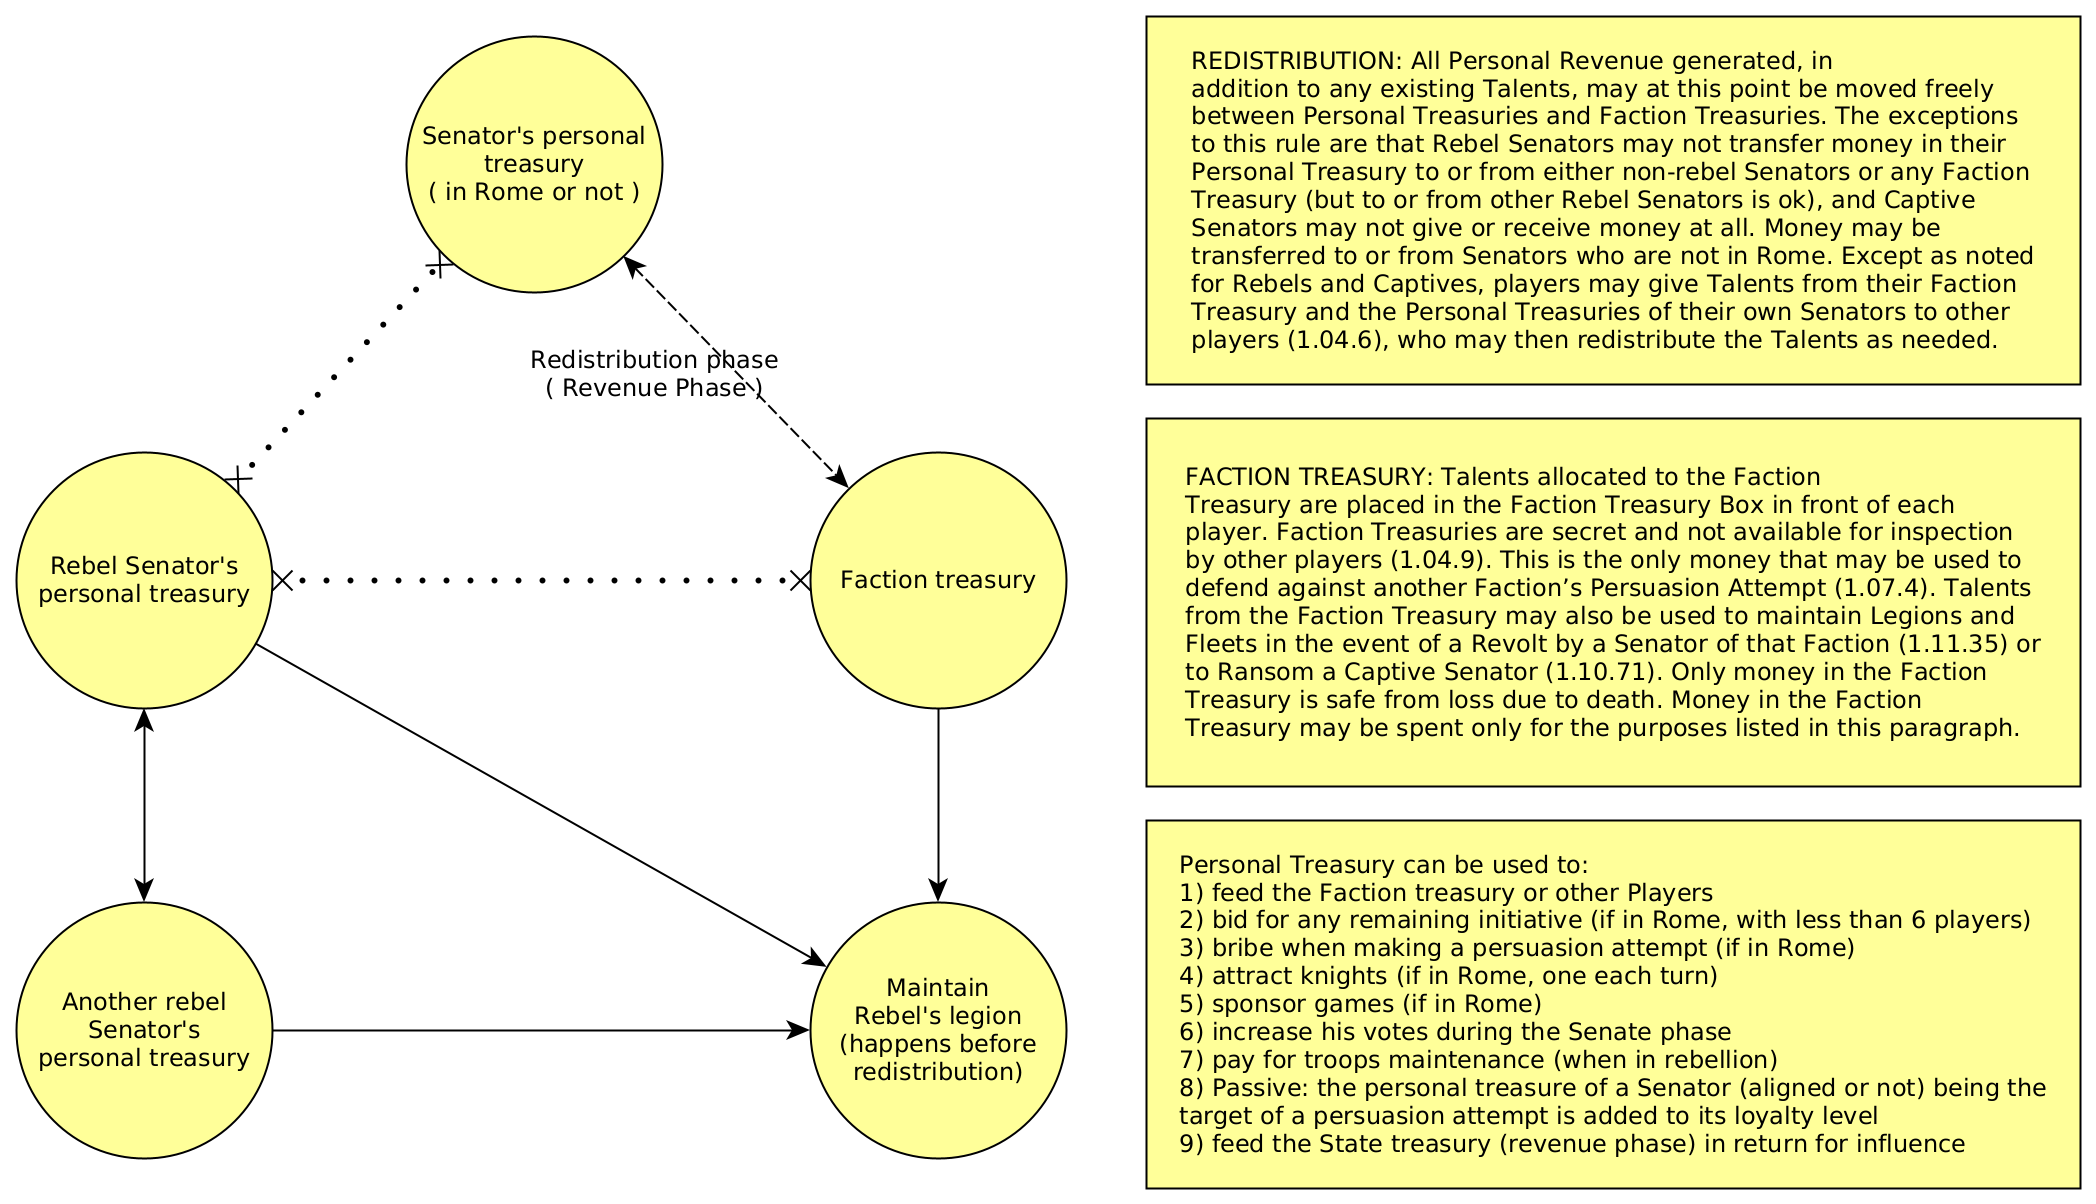 Senator's personal
treasury
( in Rome or not )
Redistribution phase
( Revenue Phase )
Rebel Senator's
personal treasury
Faction treasury
Another rebel
Senator's
personal treasury
Maintain
Rebel's legion
(happens before
redistribution)
REDISTRIBUTION: All Personal Revenue generated, in
addition to any existing Talents, may at this point be moved freely
between Personal Treasuries and Faction Treasuries. The exceptions
to this rule are that Rebel Senators may not transfer money in their
Personal Treasury to or from either non-rebel Senators or any Faction
Treasury (but to or from other Rebel Senators is ok), and Captive
Senators may not give or receive money at all. Money may be
transferred to or from Senators who are not in Rome. Except as noted
for Rebels and Captives, players may give Talents from their Faction
Treasury and the Personal Treasuries of their own Senators to other
players (1.04.6), who may then redistribute the Talents as needed.
FACTION TREASURY: Talents allocated to the Faction
Treasury are placed in the Faction Treasury Box in front of each
player. Faction Treasuries are secret and not available for inspection
by other players (1.04.9). This is the only money that may be used to
defend against another Faction’s Persuasion Attempt (1.07.4). Talents
from the Faction Treasury may also be used to maintain Legions and
Fleets in the event of a Revolt by a Senator of that Faction (1.11.35) or
to Ransom a Captive Senator (1.10.71). Only money in the Faction
Treasury is safe from loss due to death. Money in the Faction
Treasury may be spent only for the purposes listed in this paragraph.
Personal Treasury can be used to:
1) feed the Faction treasury or other Players
2) bid for any remaining initiative (if in Rome, with less than 6 players)
3) bribe when making a persuasion attempt (if in Rome)
4) attract knights (if in Rome, one each turn)
5) sponsor games (if in Rome)
6) increase his votes during the Senate phase
7) pay for troops maintenance (when in rebellion)
8) Passive: the personal treasure of a Senator (aligned or not) being the
target of a persuasion attempt is added to its loyalty level
9) feed the State treasury (revenue phase) in return for influence